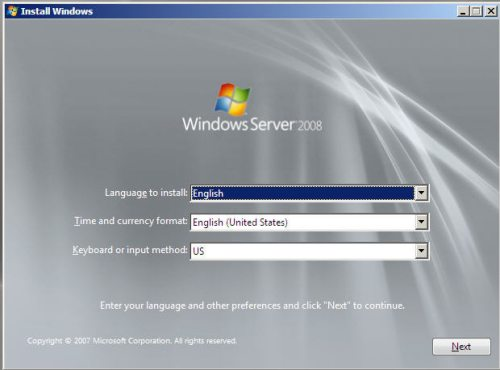 Install Windows
Windows Server 2008
Language to install: English
Time and currency format: English (United States)
Keyboard or input method: US
Enter your language and other preferences and click "Next" to continue.
Copyright © 2007 Microsoft Corporation. All rights reserved.
Next